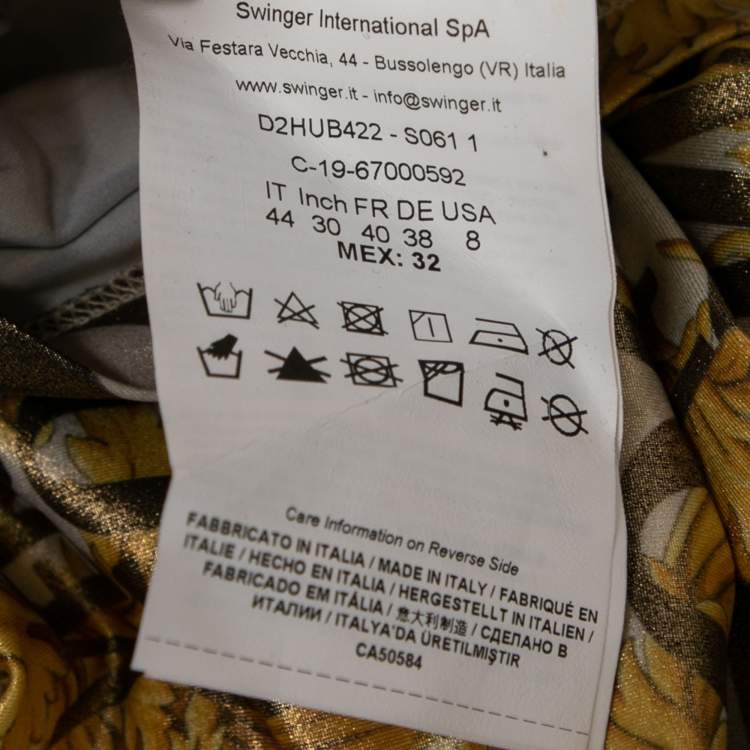 Swinger International SpA
Via Festara Vecchia, 44 - Bussolengo (VR) Italia
www.swinger.it - info@swinger.it
D2HUB422 - S061 1
C-19-67000592
IT Inch FR DE USA
44 30 40 38 8
MEX: 32
Care Information on Reverse Side
FABBRICATO IN ITALIA / MADE IN ITALY / FABRIQUÉ EN
ITALIE / HECHO EN ITALIA / HERGESTELLT IN ITALIEN /
FABRICADO EM ITÁLIA / 意大利制造 / СДЕЛАНО В
ИТАЛИИ / ITALYA'DA ÜRETILMIŞTIR
CA50584